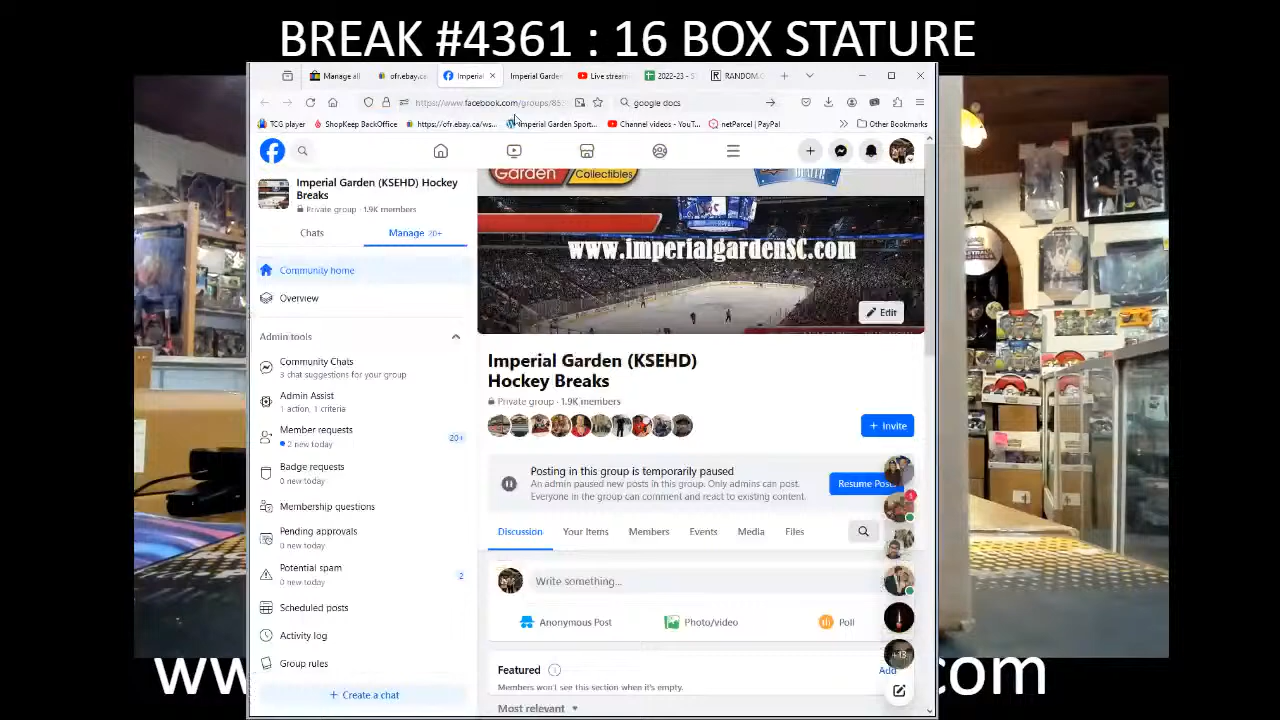 BREAK #4361 : 16 BOX STATURE
Manage all
ofr.ebay.ca
Imperial
Imperial Garde
Live stream
2022-23 - S
RANDOM.
https://www.facebook.com/groups/85
google docs
TCG player
ShopKeep BackOffice
https://ofr.ebay.ca/ws...
Imperial Garden Sport...
Channel videos - YouT...
netParcel | PayPal
Other Bookmarks
Imperial Garden (KSEHD) Hockey
Breaks
Private group · 1.9K members
Chats
Manage 20+
Community home
Overview
Admin tools
Community Chats
3 chat suggestions for your group
Admin Assist
1 action, 1 criteria
Member requests
2 new today
20+
Badge requests
0 new today
Membership questions
Pending approvals
0 new today
Potential spam
0 new today
2
Scheduled posts
Activity log
Group rules
+ Create a chat
Garden
Collectibles
www.imperialgardenSC.com
Edit
Imperial Garden (KSEHD)
Hockey Breaks
Private group · 1.9K members
+ Invite
Posting in this group is temporarily paused
An admin paused new posts in this group. Only admins can post.
Everyone in the group can comment and react to existing content.
Resume Post
Discussion
Your Items
Members
Events
Media
Files
Write something...
Anonymous Post
Photo/video
Poll
+13
Featured
Add
Members won't see this section when it's empty.
Most relevant
ww
com
12